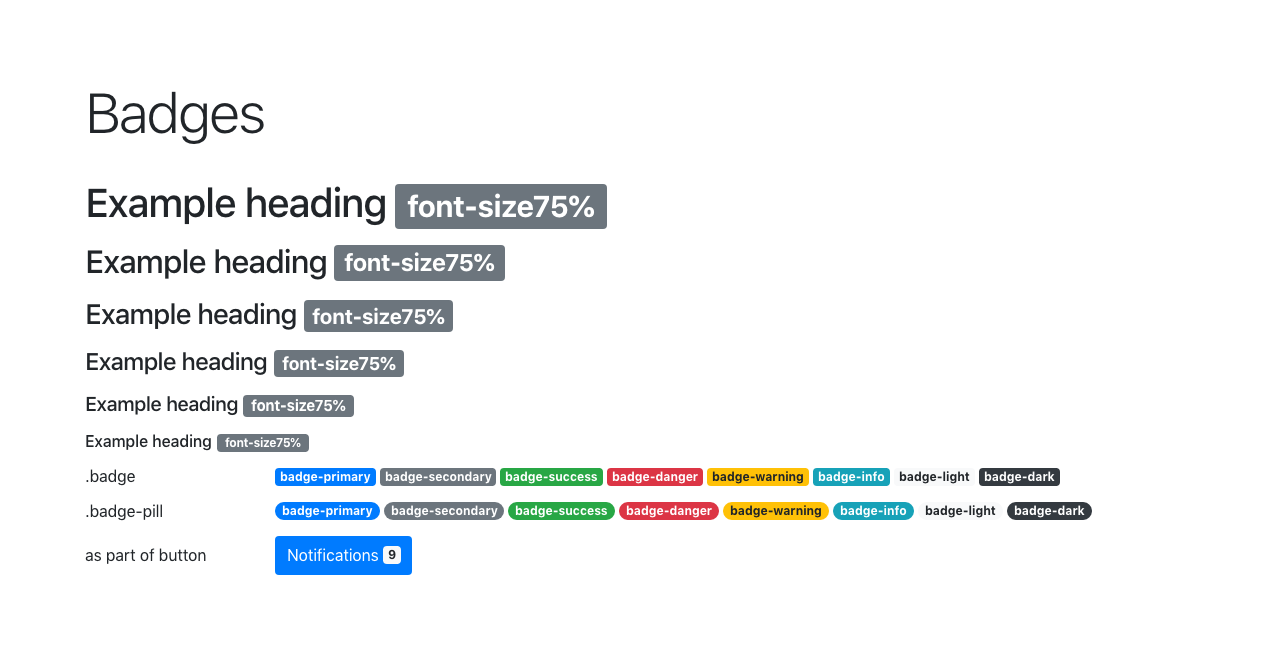 Badges
Example heading font-size75%
Example heading font-size75%
Example heading font-size75%
Example heading font-size75%
Example heading font-size75%
Example heading font-size75%
.badge badge-primary badge-secondary badge-success badge-danger badge-warning badge-info badge-light badge-dark
.badge-pill badge-primary badge-secondary badge-success badge-danger badge-warning badge-info badge-light badge-dark
as part of button Notifications 9